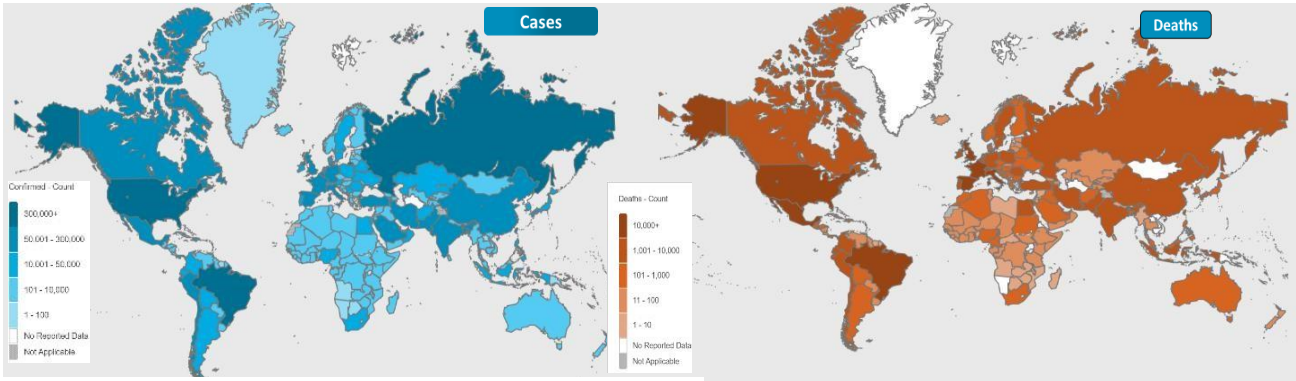 Cases
Deaths
Confirmed - Count
300,000+
50,001 - 300,000
10,001 - 50,000
101 - 10,000
1 - 100
No Reported Data
Not Applicable
Deaths - Count
10,000+
1,001 - 10,000
101 - 1,000
11 - 100
1 - 10
No Reported Data
Not Applicable